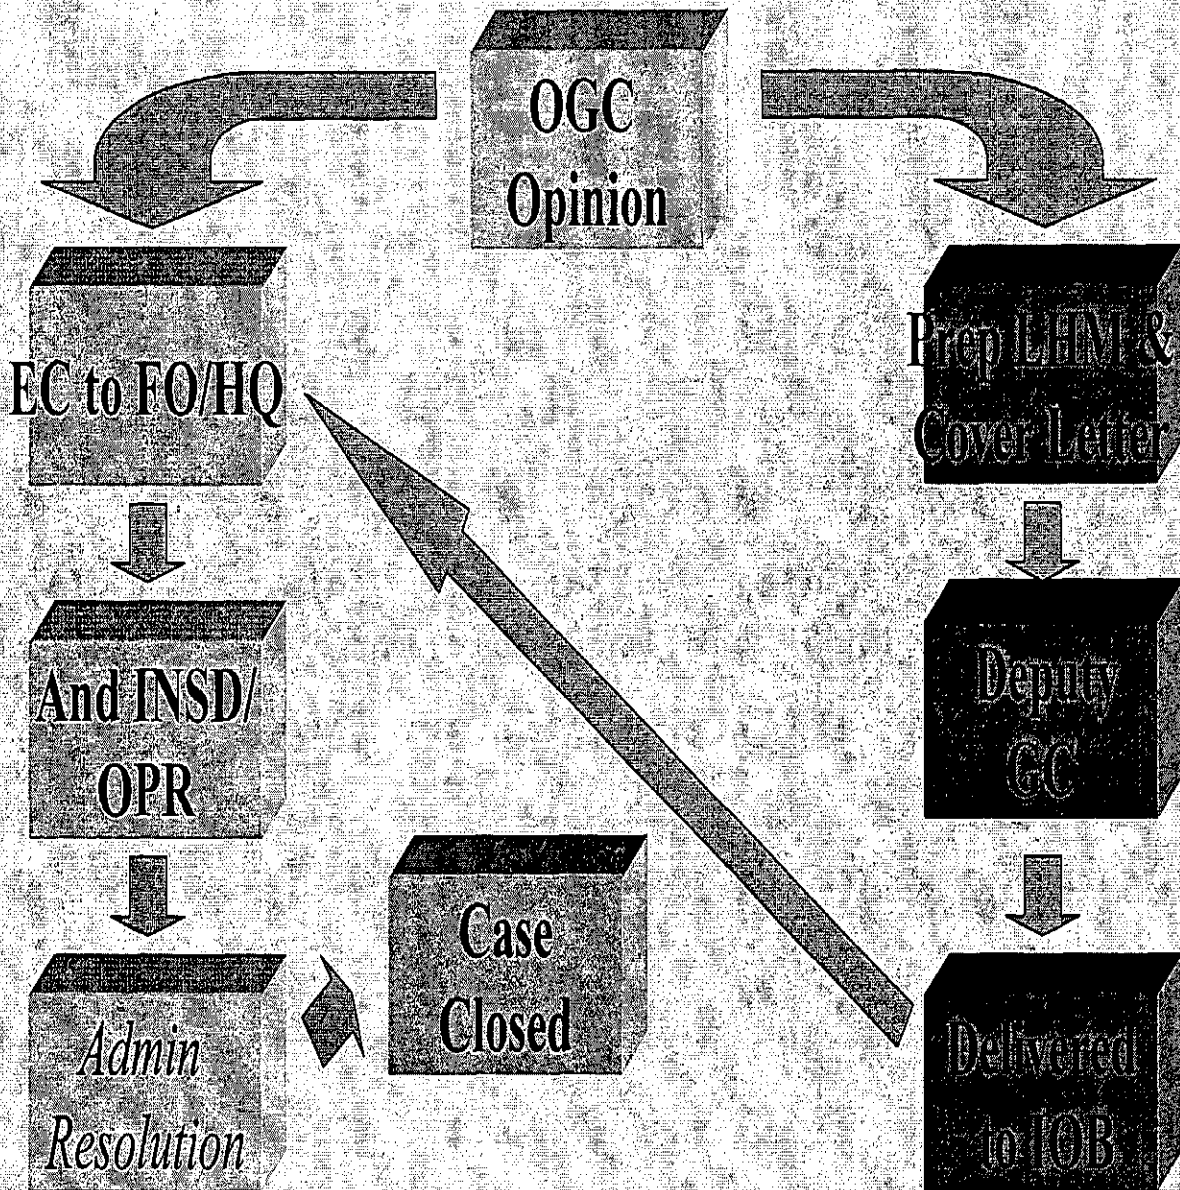 OGC
Opinion
EC to FO/HQ
Prep LHM &
Cover Letter
And INSD/
OPR
Deputy
GC
Case
Closed
Admin
Resolution
Delivered
to IOB